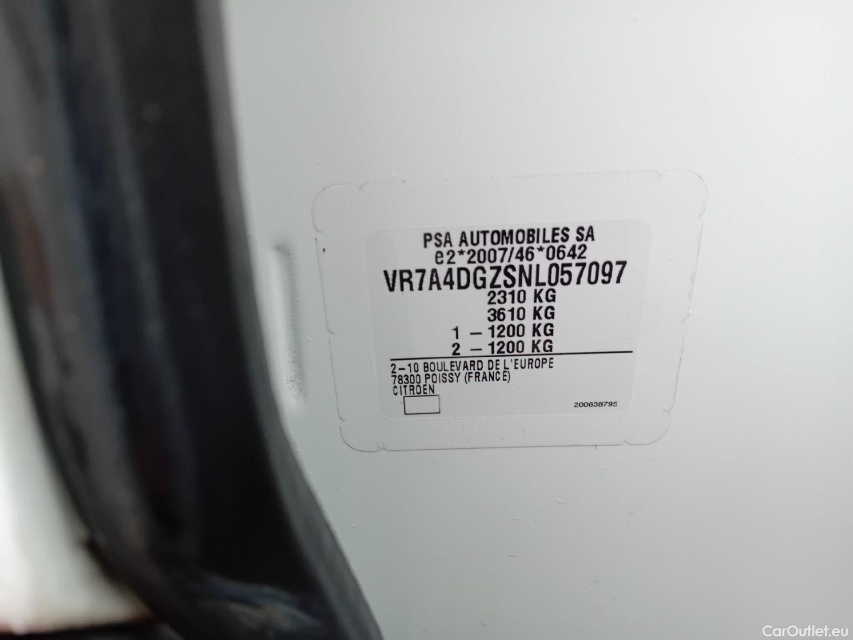 PSA AUTOMOBILES SA
e2*2007/46*0642
VR7A4DGZSNL057097
2310 KG
3610 KG
1 – 1200 KG
2 – 1200 KG
2–10 BOULEVARD DE L'EUROPE
78300 POISSY (FRANCE)
CITROEN
200638795
CarOutlet.eu